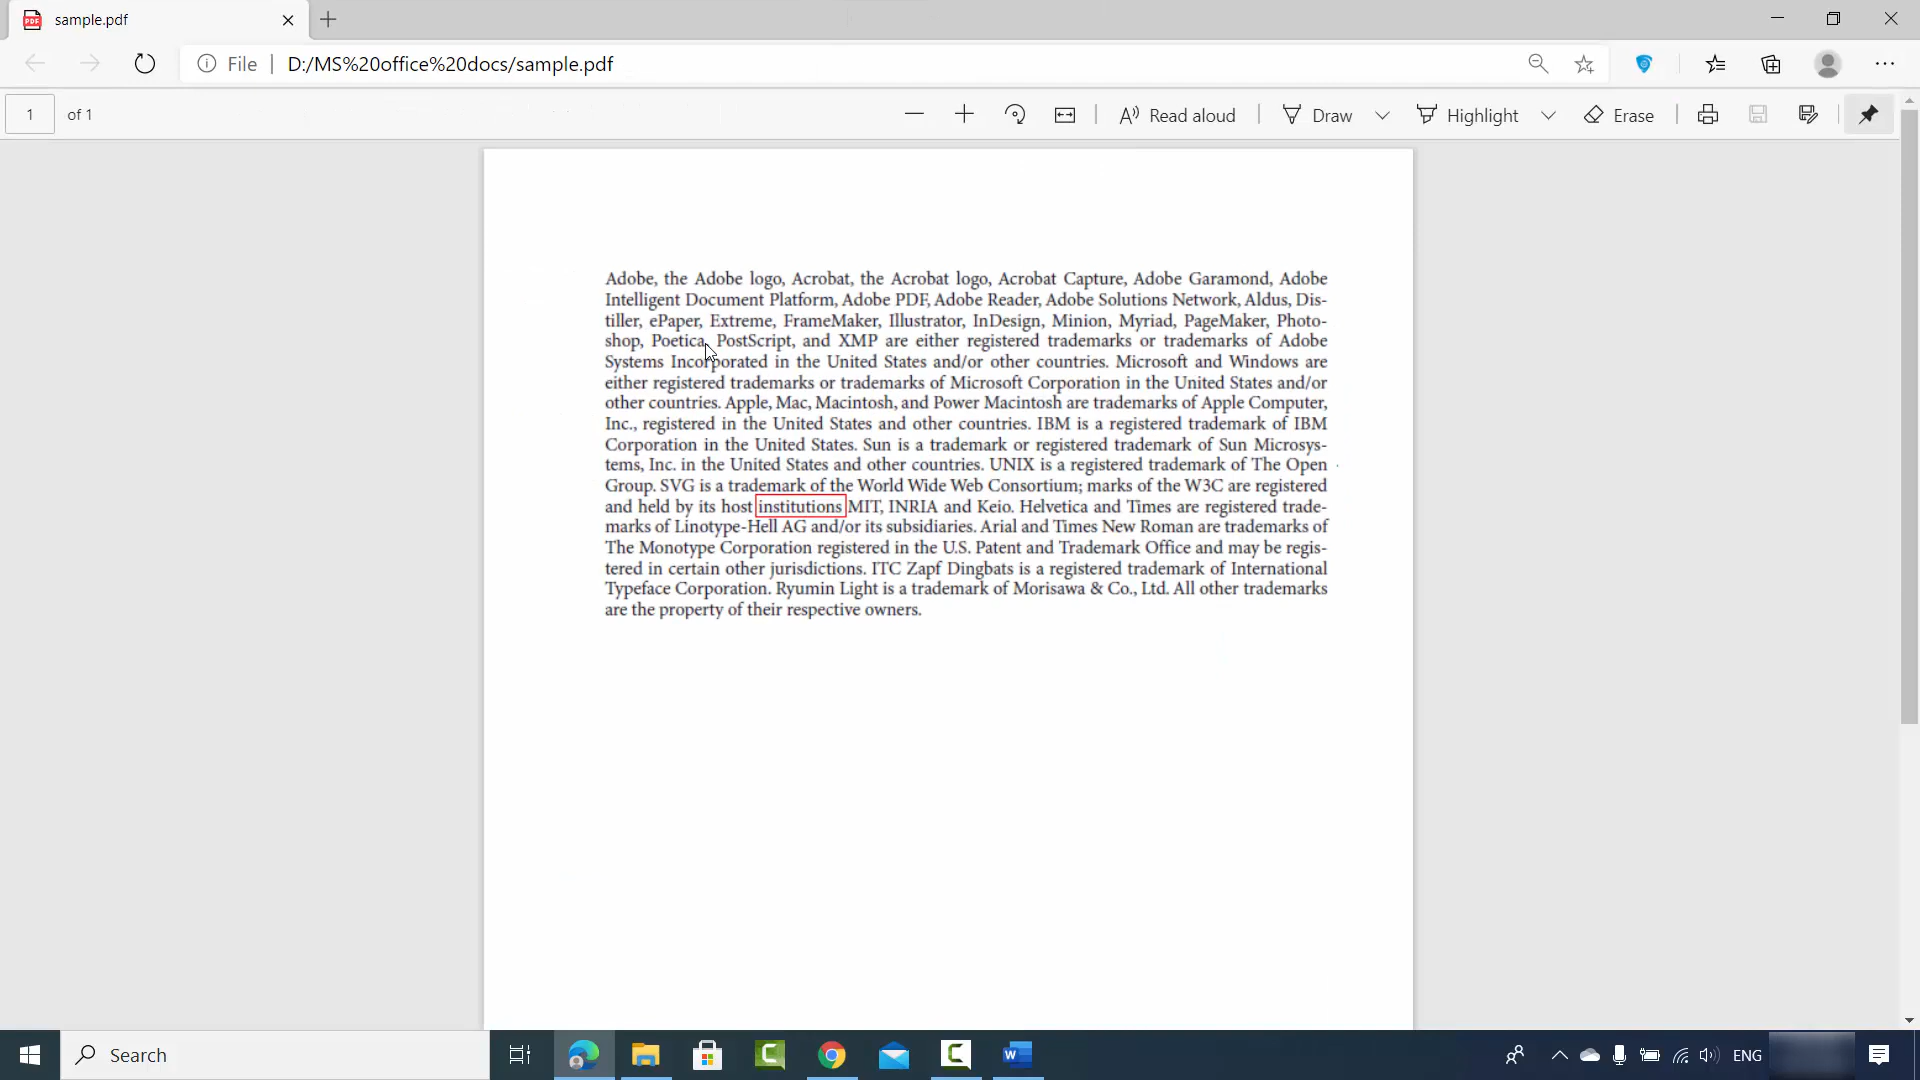 sample.pdf
File | D:/MS%20office%20docs/sample.pdf
1 of 1
Read aloud
Draw
Highlight
Erase
Adobe, the Adobe logo, Acrobat, the Acrobat logo, Acrobat Capture, Adobe Garamond, Adobe
Intelligent Document Platform, Adobe PDF, Adobe Reader, Adobe Solutions Network, Aldus, Dis-
tiller, ePaper, Extreme, FrameMaker, Illustrator, InDesign, Minion, Myriad, PageMaker, Photo-
shop, Poetica, PostScript, and XMP are either registered trademarks or trademarks of Adobe
Systems Incorporated in the United States and/or other countries. Microsoft and Windows are
either registered trademarks or trademarks of Microsoft Corporation in the United States and/or
other countries. Apple, Mac, Macintosh, and Power Macintosh are trademarks of Apple Computer,
Inc., registered in the United States and other countries. IBM is a registered trademark of IBM
Corporation in the United States. Sun is a trademark or registered trademark of Sun Microsys-
tems, Inc. in the United States and other countries. UNIX is a registered trademark of The Open
Group. SVG is a trademark of the World Wide Web Consortium; marks of the W3C are registered
and held by its host institutions MIT, INRIA and Keio. Helvetica and Times are registered trade-
marks of Linotype-Hell AG and/or its subsidiaries. Arial and Times New Roman are trademarks of
The Monotype Corporation registered in the U.S. Patent and Trademark Office and may be regis-
tered in certain other jurisdictions. ITC Zapf Dingbats is a registered trademark of International
Typeface Corporation. Ryumin Light is a trademark of Morisawa & Co., Ltd. All other trademarks
are the property of their respective owners.
Search
ENG